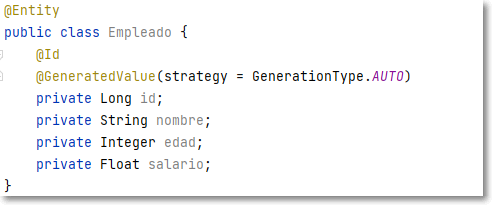 @Entity
public class Empleado {
@Id
@GeneratedValue(strategy = GenerationType.AUTO)
private Long id;
private String nombre;
private Integer edad;
private Float salario;
}